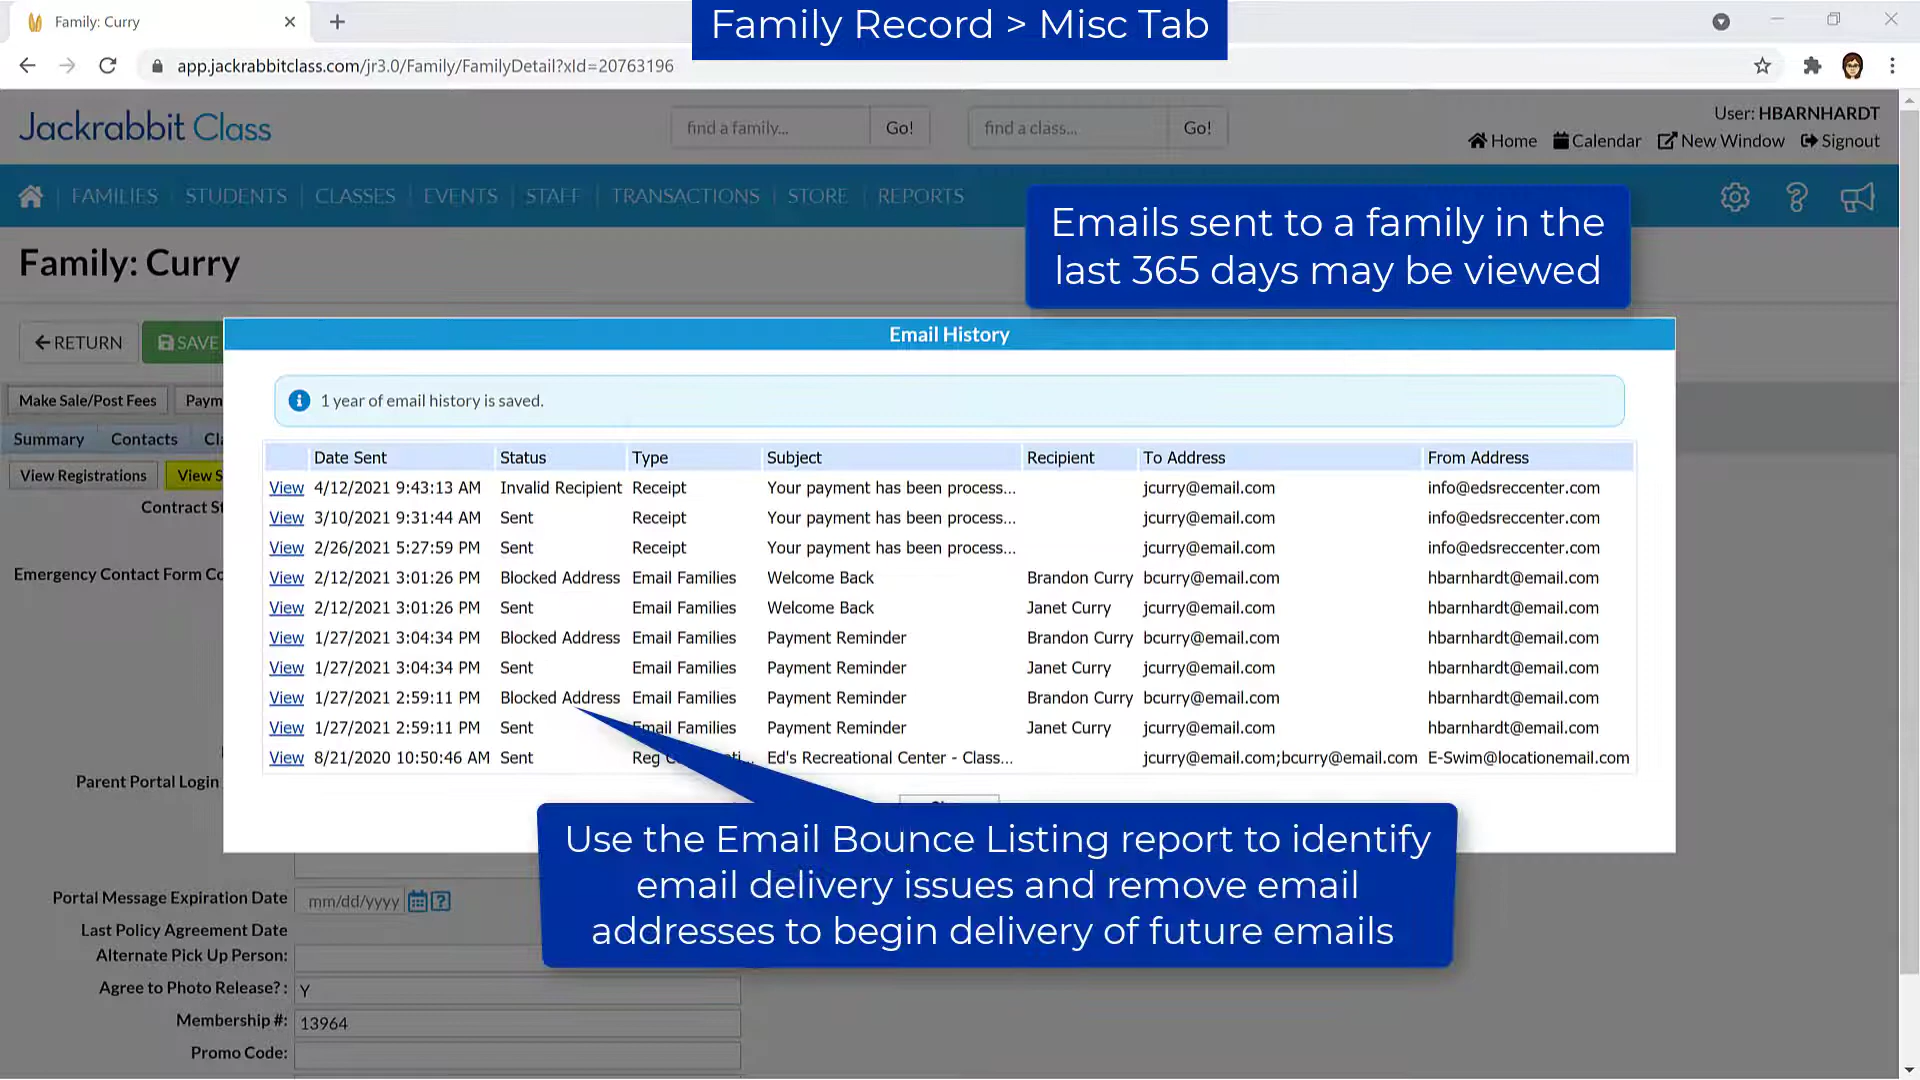 Family: Curry
Family Record > Misc Tab
app.jackrabbitclass.com/jr3.0/Family/FamilyDetail?xId=20763196
Jackrabbit Class
find a family...
Go!
find a class...
Go!
User: HBARNHARDT
Home
Calendar
New Window
Signout
FAMILIES
STUDENTS
CLASSES
EVENTS
STAFF
TRANSACTIONS
STORE
REPORTS
Emails sent to a family in the
last 365 days may be viewed
Family: Curry
RETURN
SAVE
Email History
1 year of email history is saved.
Make Sale/Post Fees
Summary
Contacts
View Registrations
Contract
Emergency Contact Form
Date Sent Status Type Subject Recipient To Address From Address
View 4/12/2021 9:43:13 AM Invalid Recipient Receipt Your payment has been process... jcurry@email.com info@edsreccenter.com
View 3/10/2021 9:31:44 AM Sent Receipt Your payment has been process... jcurry@email.com info@edsreccenter.com
View 2/26/2021 5:27:59 PM Sent Receipt Your payment has been process... jcurry@email.com info@edsreccenter.com
View 2/12/2021 3:01:26 PM Blocked Address Email Families Welcome Back Brandon Curry bcurry@email.com hbarnhardt@email.com
View 2/12/2021 3:01:26 PM Sent Email Families Welcome Back Janet Curry jcurry@email.com hbarnhardt@email.com
View 1/27/2021 3:04:34 PM Blocked Address Email Families Payment Reminder Brandon Curry bcurry@email.com hbarnhardt@email.com
View 1/27/2021 3:04:34 PM Sent Email Families Payment Reminder Janet Curry jcurry@email.com hbarnhardt@email.com
View 1/27/2021 2:59:11 PM Blocked Address Email Families Payment Reminder Brandon Curry bcurry@email.com hbarnhardt@email.com
View 1/27/2021 2:59:11 PM Sent Email Families Payment Reminder Janet Curry jcurry@email.com hbarnhardt@email.com
View 8/21/2020 10:50:46 AM Sent Reg Ed's Recreational Center - Class... jcurry@email.com;bcurry@email.com E-Swim@locationemail.com
Use the Email Bounce Listing report to identify
email delivery issues and remove email
addresses to begin delivery of future emails
Parent Portal Login
Portal Message Expiration Date mm/dd/yyyy
Last Policy Agreement Date
Alternate Pick Up Person:
Agree to Photo Release? : Y
Membership #: 13964
Promo Code: